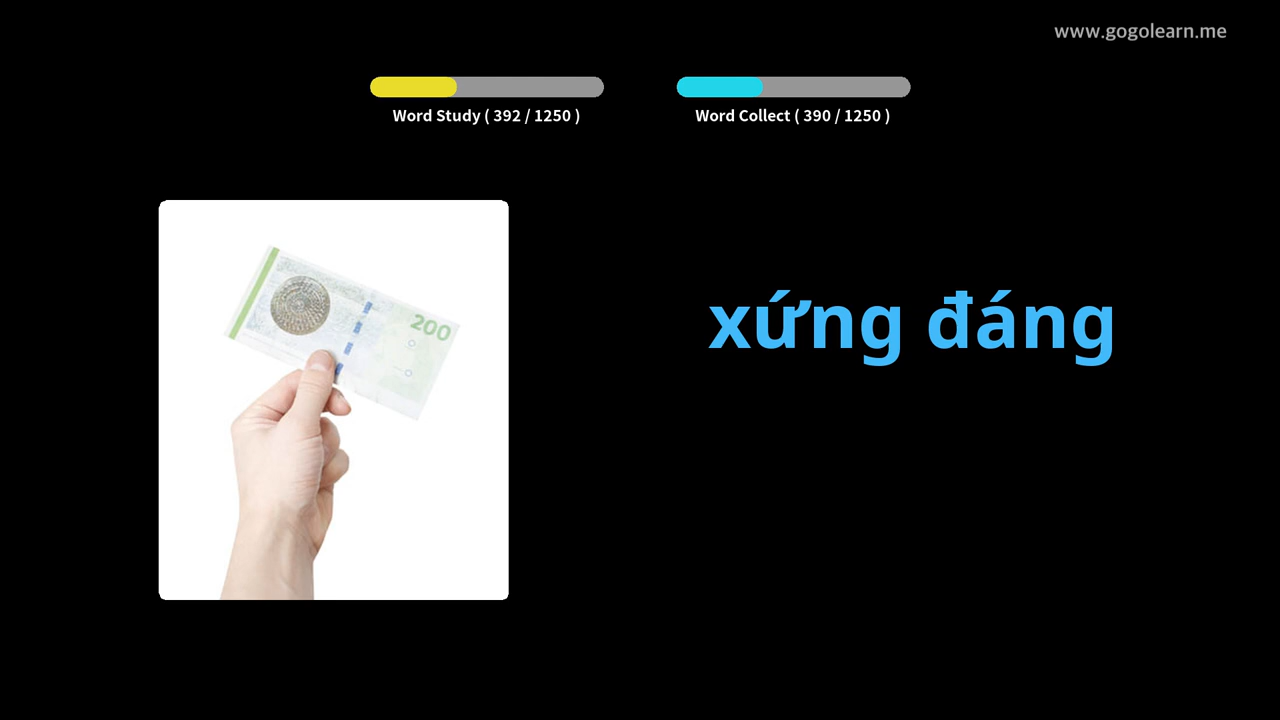 www.gogolearn.me
Word Study ( 392 / 1250 )
Word Collect ( 390 / 1250 )
200
xứng đáng